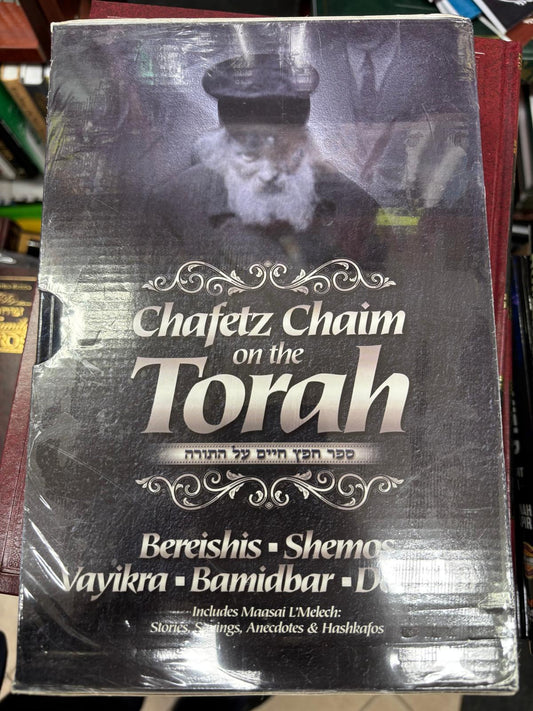 Chafetz Chaim
on the
Torah
ספר חפץ חיים על התורה
Bereishis ▪ Shemos
Vayikra ▪ Bamidbar ▪
Includes Maasai L'Melech:
Stories, Sayings, Anecdotes & Hashkafos